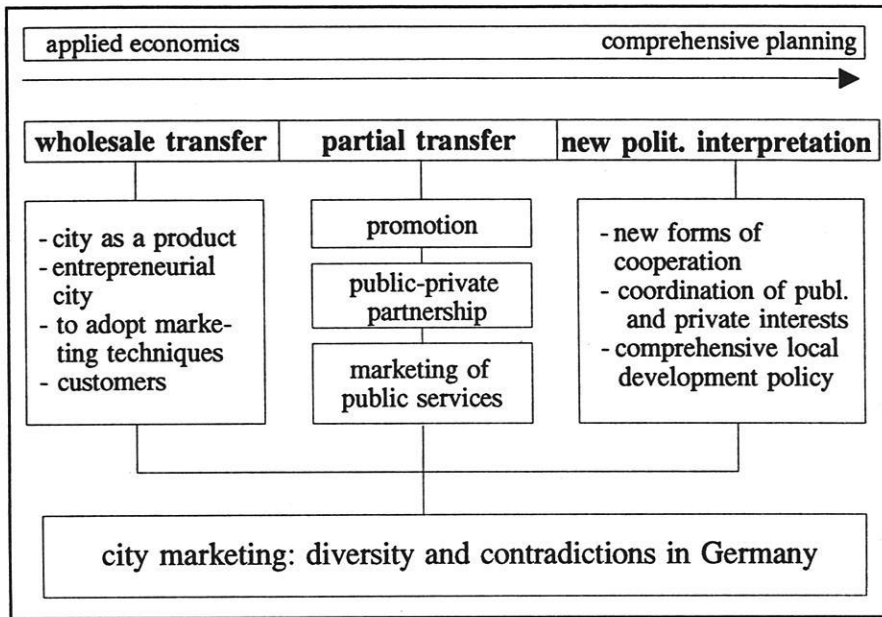 applied economics comprehensive planning
wholesale transfer partial transfer new polit. interpretation
- city as a product
- entrepreneurial
city
- to adopt marke-
ting techniques
- customers
promotion
public-private
partnership
marketing of
public services
- new forms of
cooperation
- coordination of publ.
and private interests
- comprehensive local
development policy
city marketing: diversity and contradictions in Germany